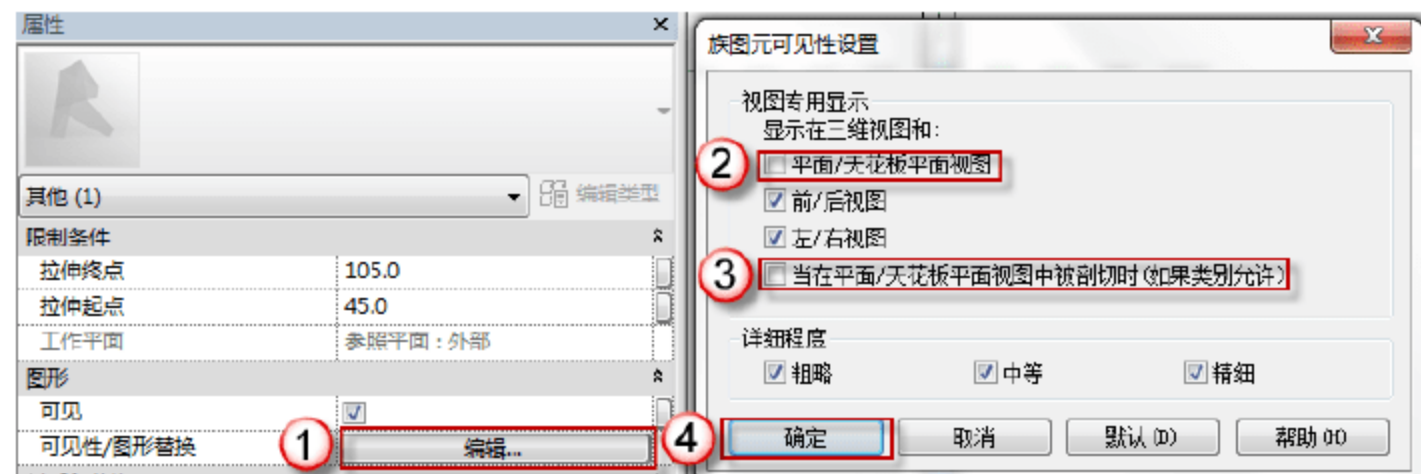 属性
其他 (1)
编辑类型
限制条件
拉伸终点 105.0
拉伸起点 45.0
工作平面 参照平面：外部
图形
可见
可见性/图形替换 ① 编辑...
族图元可见性设置
视图专用显示
显示在三维视图和:
② 平面/天花板平面视图
前/后视图
左/右视图
③ 当在平面/天花板平面视图中被剖切时(如果类别允许)
详细程度
粗略 中等 精细
④ 确定 取消 默认(D) 帮助(H)